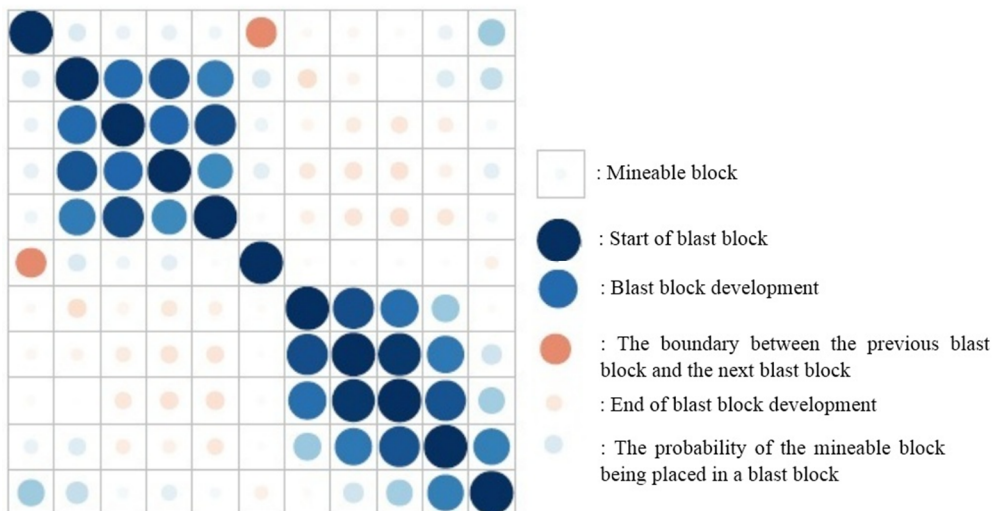 : Mineable block
: Start of blast block
: Blast block development
: The boundary between the previous blast
block and the next blast block
: End of blast block development
: The probability of the mineable block
being placed in a blast block